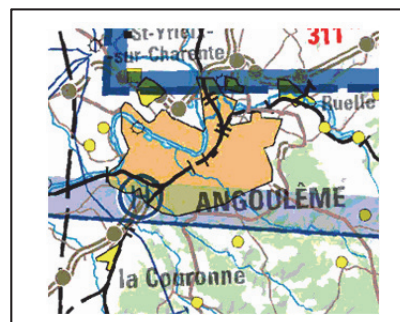 St-Yrieix-
sur-Charente
311
Ruelle
ANGOULÊME
la Couronne